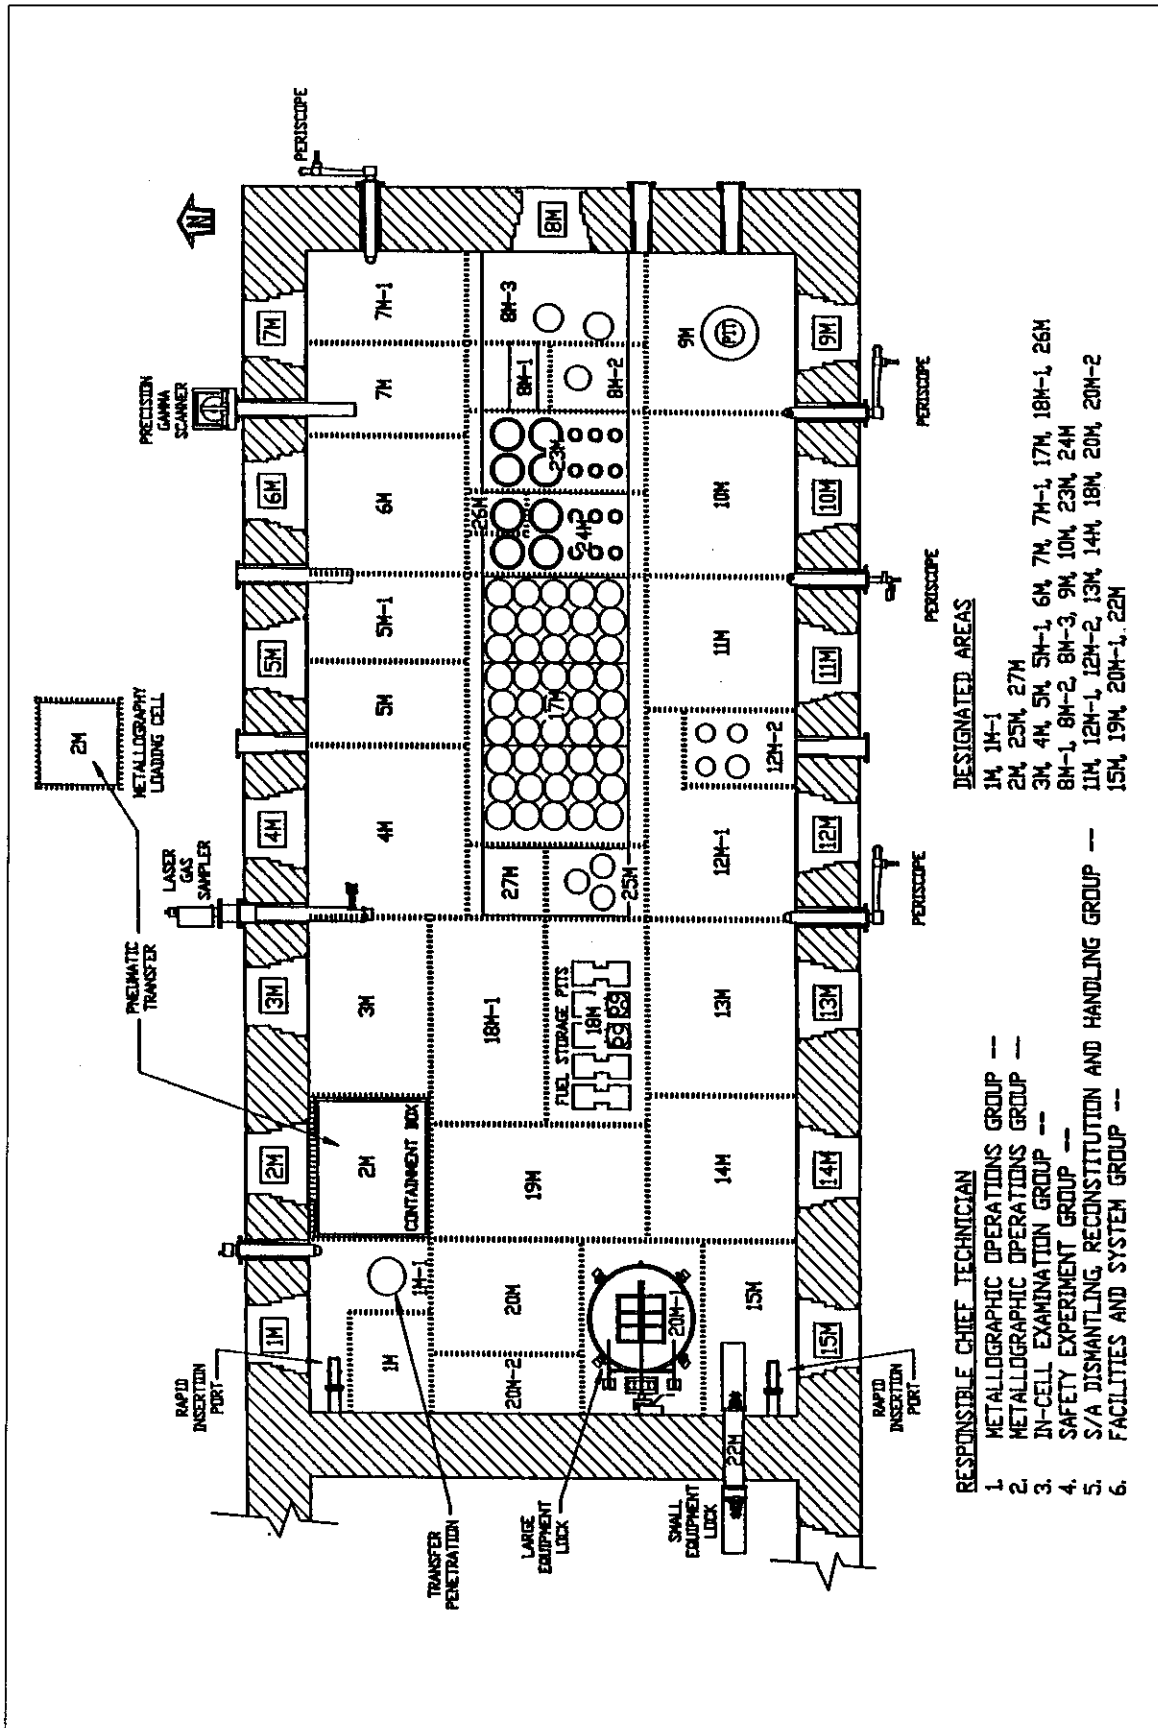 N
PERISCOPE
PRECISION
GAMMA
SCANNER
2M
METALLOGRAPHY
LOADING CELL
LASER
GAS
SAMPLER
PNEUMATIC
TRANSFER
RAPID
INSERTION
PORT
1M
2M
3M
4M
5M
6M
7M
1M
1M-1
2M
CONTAINMENT BOX
3M
4M
5M
5M-1
6M
7M
7M-1
TRANSFER
PENETRATION
20M-2
20M
19M
18M-1
27M
17M
26M
24M
23M
8M-1
8M-3
8M
FUEL STORAGE PITS
18M
25M
8M-2
LARGE
EQUIPMENT
LOCK
20M-1
SMALL
EQUIPMENT
LOCK
22M
15M
14M
13M
12M-1
12M-2
11M
10M
9M
PIT
15M
14M
13M
12M
11M
10M
9M
RAPID
INSERTION
PORT
PERISCOPE
PERISCOPE
PERISCOPE
RESPONSIBLE CHIEF TECHNICIAN DESIGNATED AREAS
1. METALLOGRAPHIC OPERATIONS GROUP -- 1M, 1M-1
2. METALLOGRAPHIC OPERATIONS GROUP -- 2M, 25M, 27M
3. IN-CELL EXAMINATION GROUP -- 3M, 4M, 5M, 5M-1, 6M, 7M, 7M-1, 17M, 18M-1, 26M
4. SAFETY EXPERIMENT GROUP -- 8M-1, 8M-2, 8M-3, 9M, 10M, 23M, 24M
5. S/A DISMANTLING, RECONSTITUTION AND HANDLING GROUP -- 11M, 12M-1, 12M-2, 13M, 14M, 18M, 20M, 20M-2
6. FACILITIES AND SYSTEM GROUP -- 15M, 19M, 20M-1, 22M